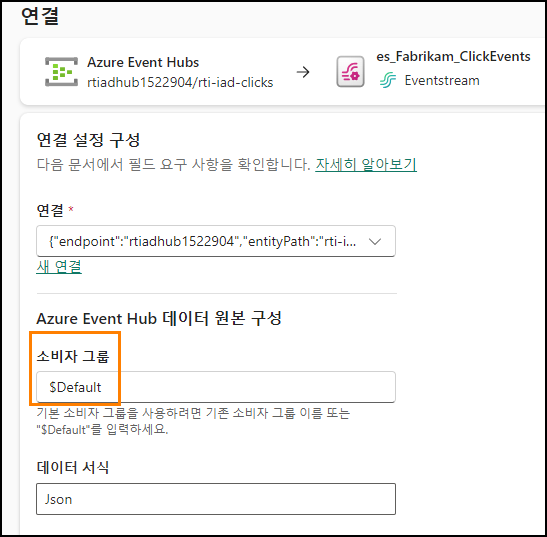 연결
Azure Event Hubs
rtiadhub1522904/rti-iad-clicks
es_Fabrikam_ClickEvents
Eventstream
연결 설정 구성
다음 문서에서 필드 요구 사항을 확인합니다. 자세히 알아보기
연결 *
{"endpoint":"rtiadhub1522904","entityPath":"rti-i...
새 연결
Azure Event Hub 데이터 원본 구성
소비자 그룹
$Default
기본 소비자 그룹을 사용하려면 기존 소비자 그룹 이름 또는
"$Default"를 입력하세요.
데이터 서식
Json